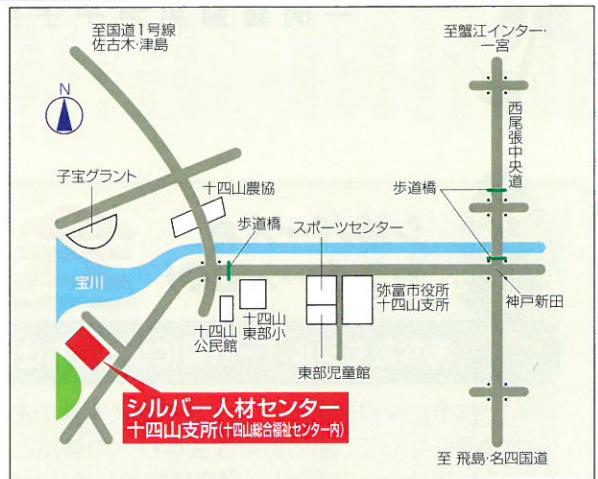 至国道1号線
佐古木・津島
至蟹江インター・
一宮
N
西尾張中央道
子宝グラント
十四山農協
歩道橋
歩道橋
スポーツセンター
宝川
弥富市役所
十四山支所
神戸新田
十四山
公民館
十四山
東部小
東部児童館
シルバー人材センター
十四山支所(十四山総合福祉センター内)
至 飛島・名四国道